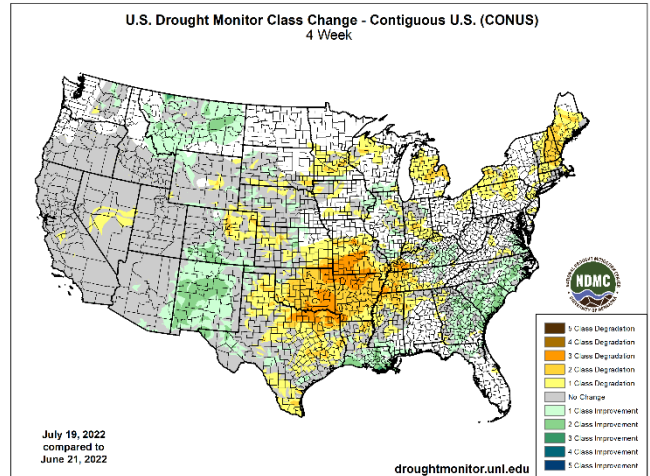 U.S. Drought Monitor Class Change - Contiguous U.S. (CONUS)
4 Week
NDMC
5 Class Degradation
4 Class Degradation
3 Class Degradation
2 Class Degradation
1 Class Degradation
No Change
1 Class Improvement
2 Class Improvement
3 Class Improvement
4 Class Improvement
5 Class Improvement
July 19, 2022
compared to
June 21, 2022
droughtmonitor.unl.edu